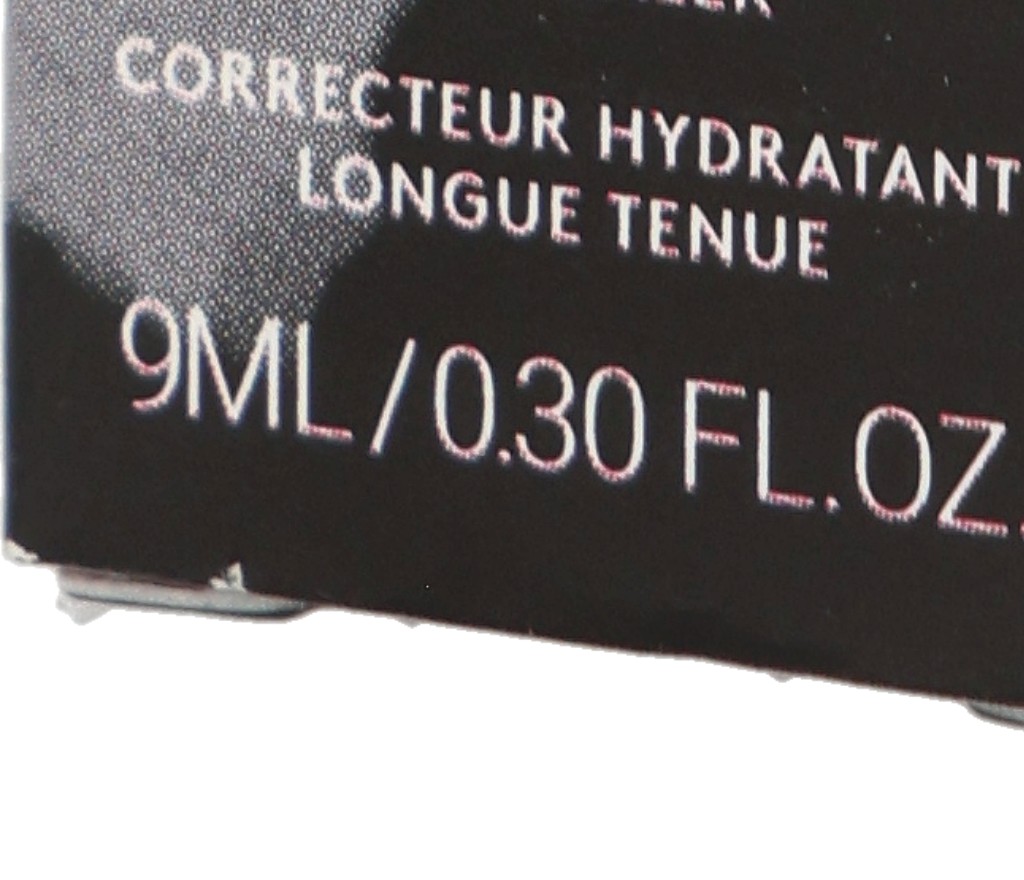 CORRECTEUR HYDRATANT
LONGUE TENUE
9ML/0.30 FL.OZ.